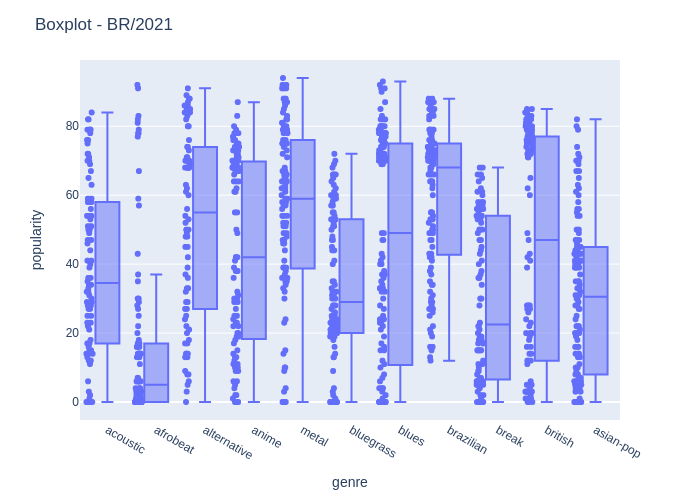 Boxplot - BR/2021
popularity
80
60
40
20
0
acoustic
afrobeat
alternative
anime
metal
bluegrass
blues
brazilian
break
british
asian-pop
genre